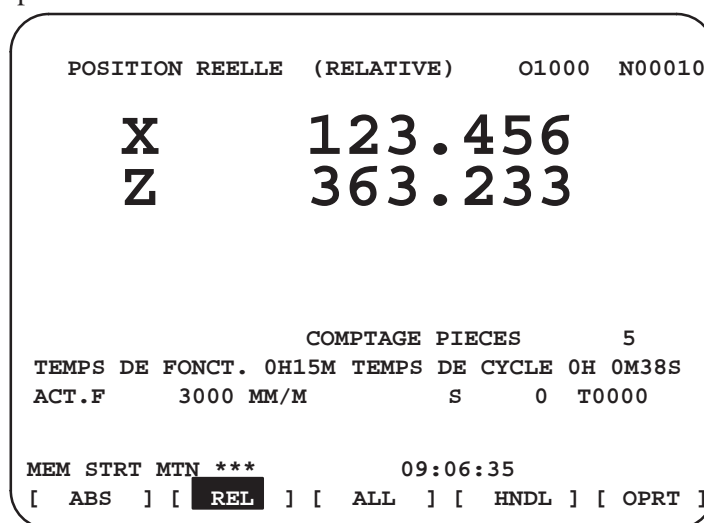 POSITION REELLE (RELATIVE) O1000 N00010
X 123.456
Z 363.233
COMPTAGE PIECES 5
TEMPS DE FONCT. 0H15M TEMPS DE CYCLE 0H 0M38S
ACT.F 3000 MM/M S 0 T0000
MEM STRT MTN *** 09:06:35
[ ABS ] [ REL ] [ ALL ] [ HNDL ] [ OPRT ]